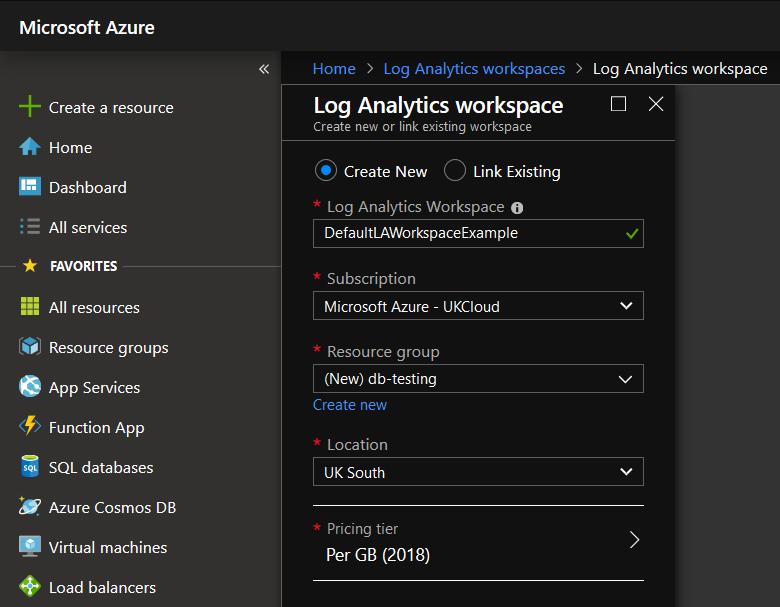 Microsoft Azure
«
Home > Log Analytics workspaces > Log Analytics workspace
Create a resource
Home
Dashboard
All services
FAVORITES
All resources
Resource groups
App Services
Function App
SQL databases
Azure Cosmos DB
Virtual machines
Load balancers
Log Analytics workspace
Create new or link existing workspace
Create New Link Existing
* Log Analytics Workspace
DefaultLAWorkspaceExample
* Subscription
Microsoft Azure - UKCloud
* Resource group
(New) db-testing
Create new
* Location
UK South
* Pricing tier
Per GB (2018)
SQL